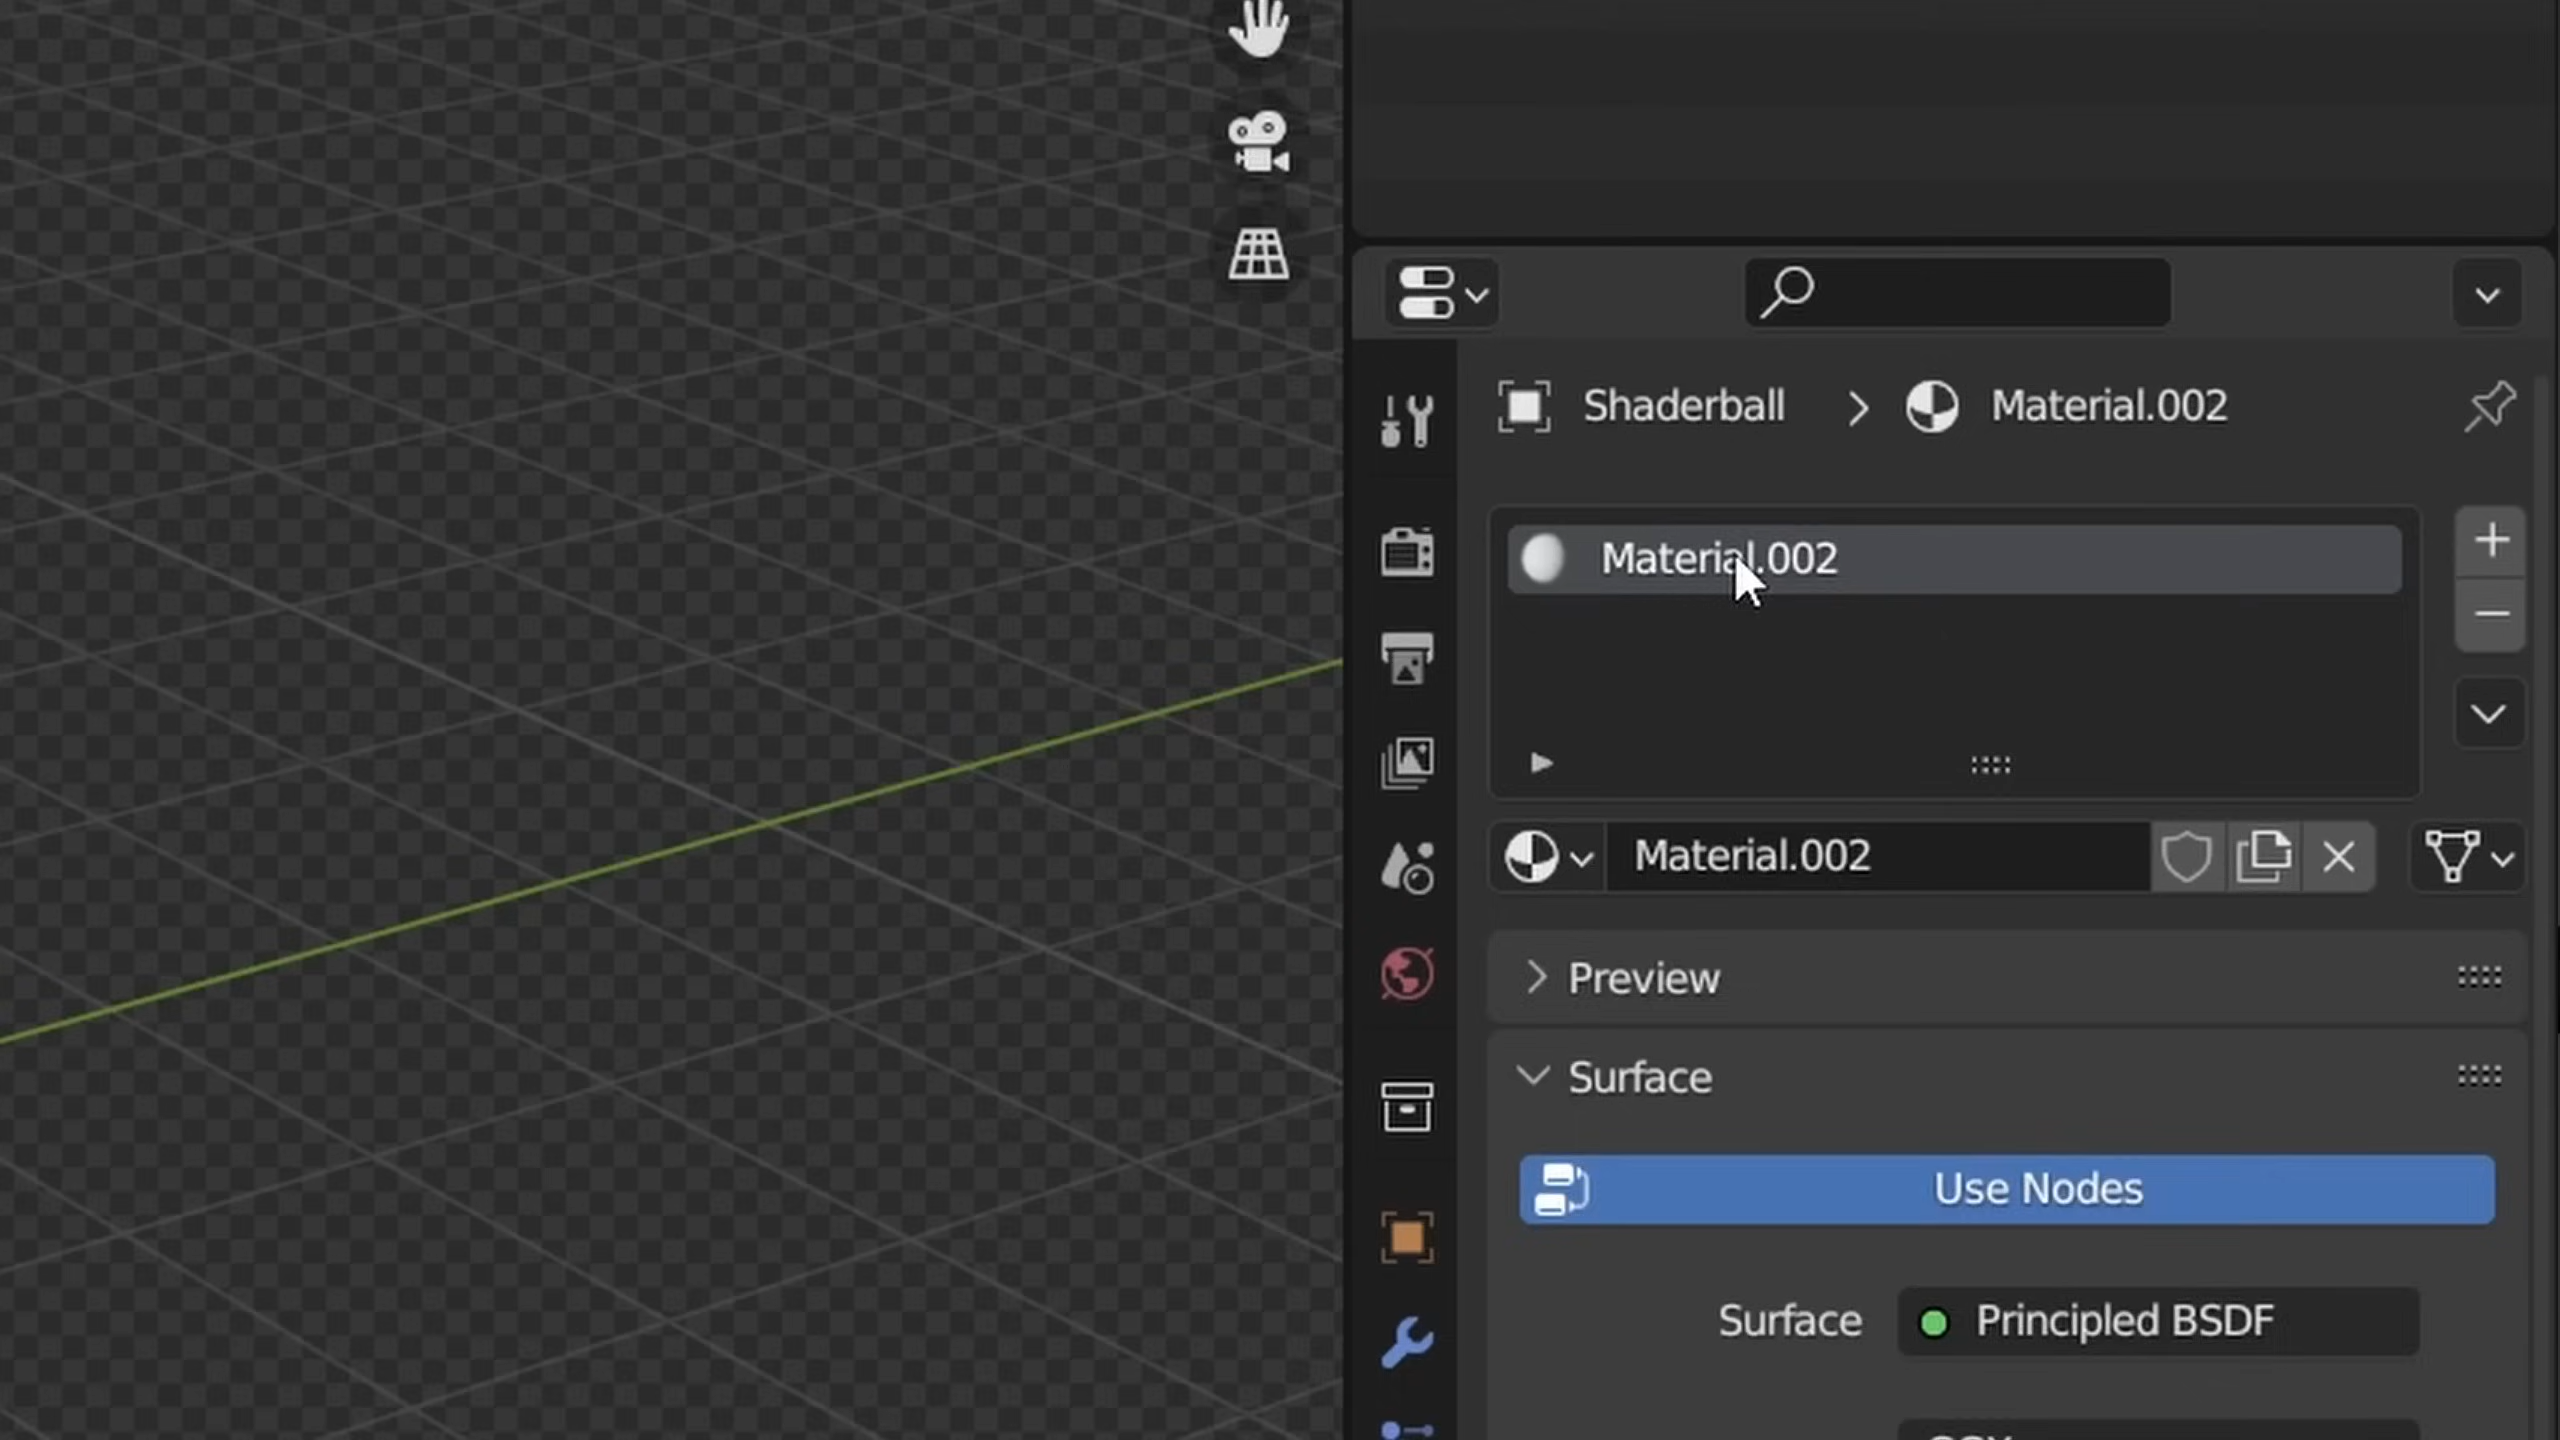 Shaderball > Material.002
Material.002
Material.002
Preview
Surface
Use Nodes
Surface Principled BSDF